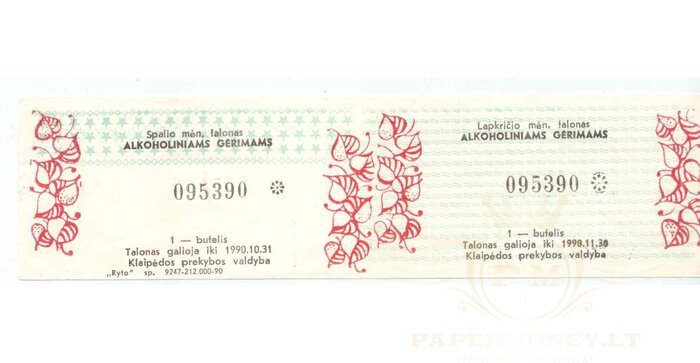 Spalio mėn. talonas
ALKOHOLINIAMS GĖRIMAMS
095390
1 — butelis
Talonas galioja iki 1990.10.31
Klaipėdos prekybos valdyba
„Ryto" sp. 9247-212.000-90
Lapkričio mėn. talonas
ALKOHOLINIAMS GĖRIMAMS
095390
1 — butelis
Talonas galioja iki 1990.11.30
Klaipėdos prekybos valdyba
PM
PAPERMONEY.LT